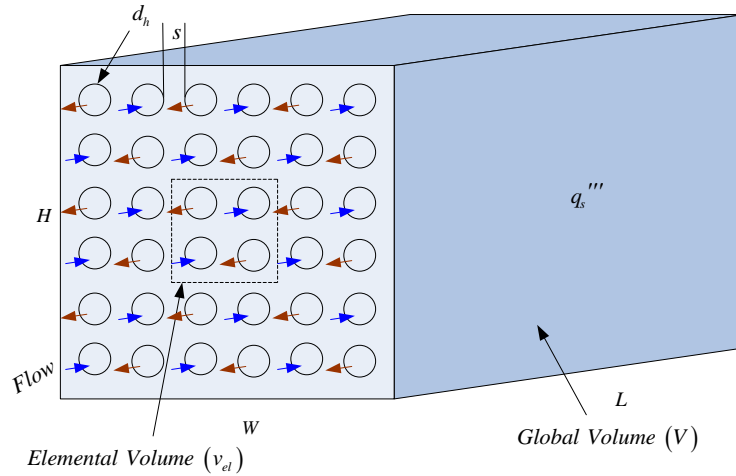 d_h
s
H
q_s'''
Flow
W
L
Elemental Volume (v_el)
Global Volume (V)